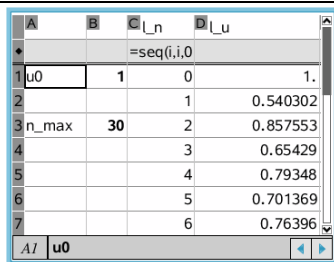 A B C l_n D l_u
◆ =seq(i,i,0
1 u0 1 0 1.
2 1 0.540302
3 n_max 30 2 0.857553
4 3 0.65429
5 4 0.79348
6 5 0.701369
7 6 0.76396
A1 u0